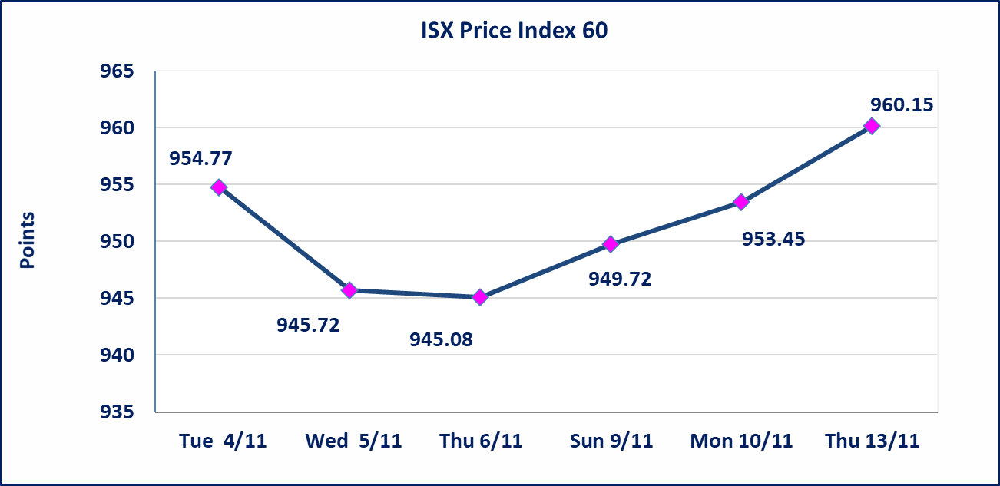 ISX Price Index 60
Points
965
960
955
950
945
940
935
954.77
945.72
945.08
949.72
953.45
960.15
Tue  4/11
Wed  5/11
Thu 6/11
Sun 9/11
Mon 10/11
Thu 13/11